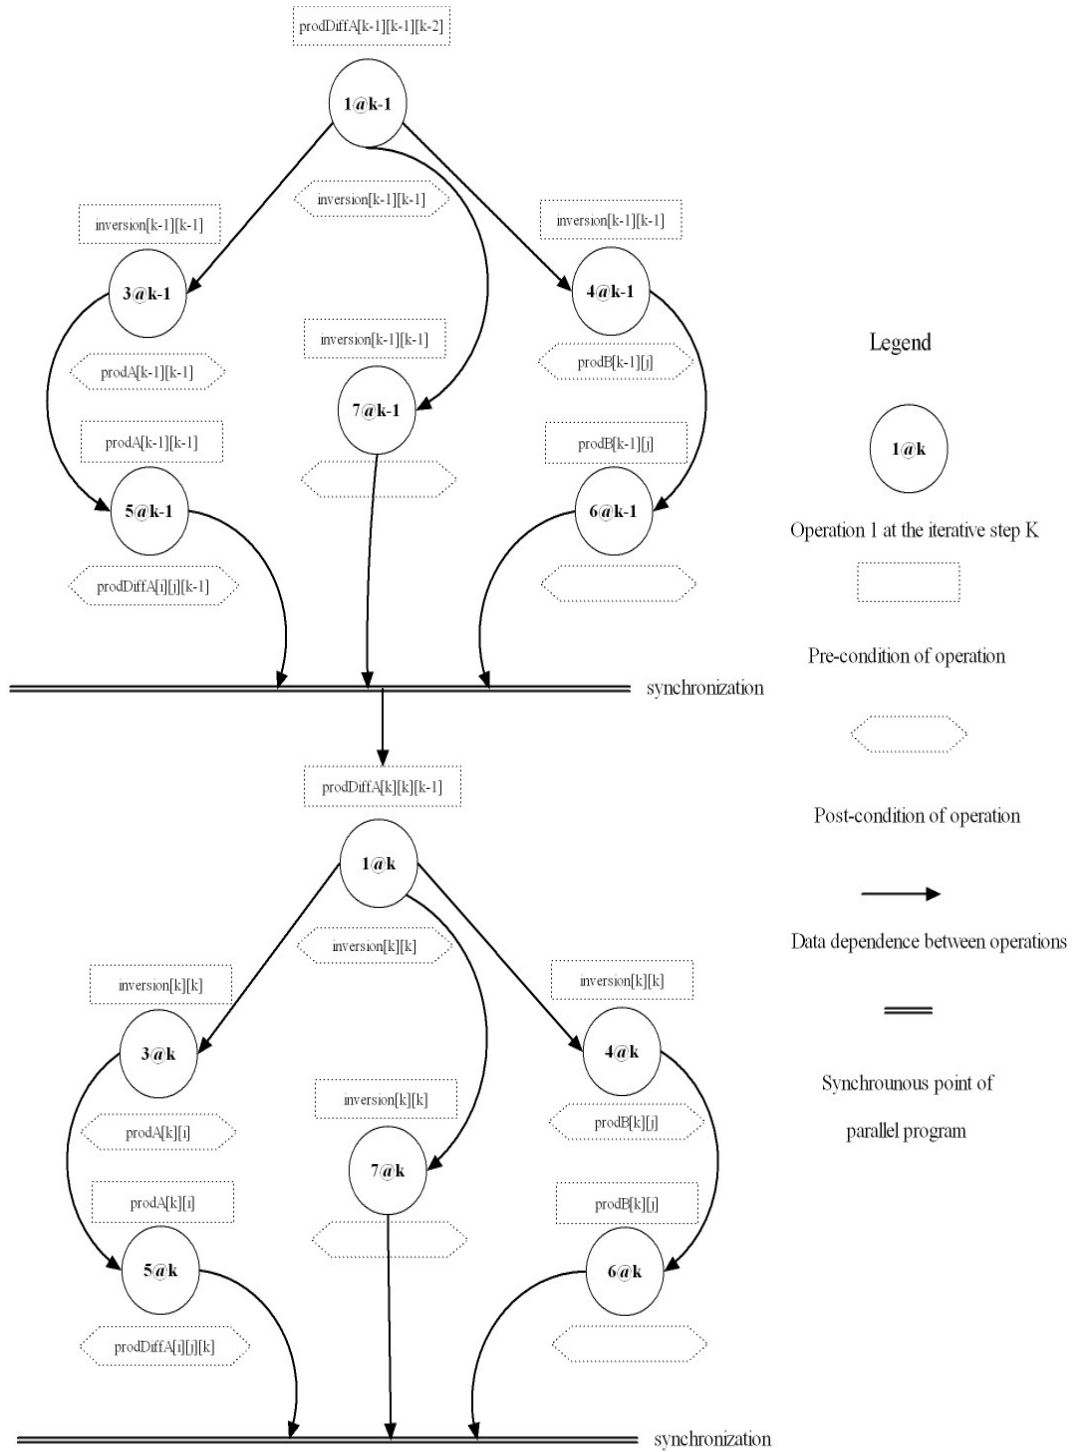 prodDiffA[k-1][k-1][k-2]
1@k-1
inversion[k-1][k-1]
inversion[k-1][k-1]
inversion[k-1][k-1]
3@k-1
4@k-1
inversion[k-1][k-1]
prodA[k-1][k-1]
prodB[k-1][j]
7@k-1
prodA[k-1][k-1]
prodB[k-1][j]
5@k-1
6@k-1
prodDiffA[i][j][k-1]
synchronization
prodDiffA[k][k][k-1]
1@k
inversion[k][k]
inversion[k][k]
inversion[k][k]
3@k
4@k
inversion[k][k]
prodA[k][i]
prodB[k][j]
7@k
prodA[k][i]
prodB[k][j]
5@k
6@k
prodDiffA[i][j][k]
synchronization
Legend
1@k
Operation 1 at the iterative step K
Pre-condition of operation
Post-condition of operation
Data dependence between operations
Synchrounous point of
parallel program